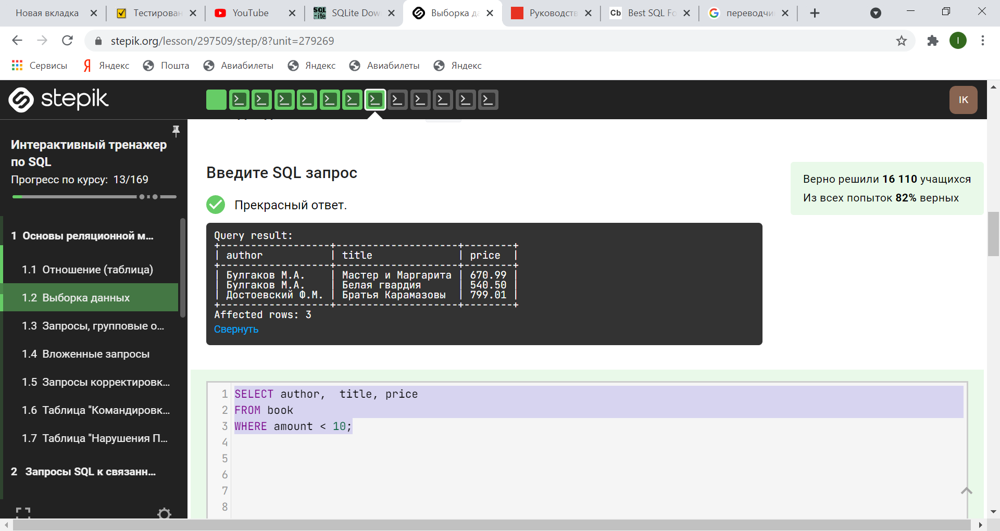 Новая вкладка
Тестирован
YouTube
SQLite Dow
Выборка да
Руководств
Cb Best SQL Fo
переводчи
stepik.org/lesson/297509/step/8?unit=279269
I
Сервисы
Яндекс
Пошта
Авиабилеты
Яндекс
Авиабилеты
Яндекс
stepik
IK
Интерактивный тренажер
по SQL
Прогресс по курсу: 13/169
1 Основы реляционной м...
1.1 Отношение (таблица)
1.2 Выборка данных
1.3 Запросы, групповые о...
1.4 Вложенные запросы
1.5 Запросы корректировк...
1.6 Таблица "Командировк...
1.7 Таблица "Нарушения П...
2 Запросы SQL к связанн...
Введите SQL запрос
Прекрасный ответ.
Верно решили 16 110 учащихся
Из всех попыток 82% верных
Query result:
+-------------------+--------------------+--------+
| author            | title              | price  |
+-------------------+--------------------+--------+
| Булгаков М.А.     | Мастер и Маргарита | 670.99 |
| Булгаков М.А.     | Белая гвардия      | 540.50 |
| Достоевский Ф.М.  | Братья Карамазовы  | 799.01 |
+-------------------+--------------------+--------+
Affected rows: 3
Свернуть
1 SELECT author,  title, price
2 FROM book
3 WHERE amount < 10;
4
5
6
7
8